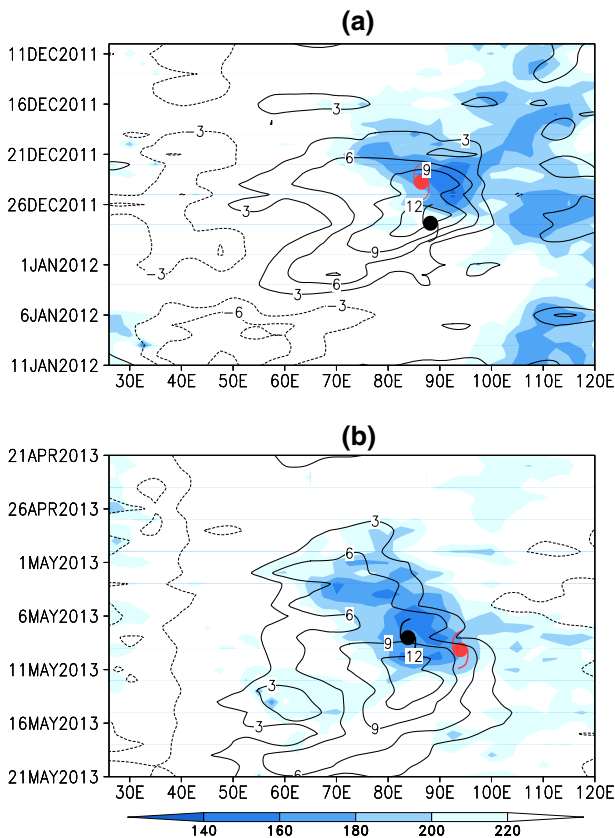 (a)
11DEC2011
16DEC2011
21DEC2011
26DEC2011
1JAN2012
6JAN2012
11JAN2012
3
3
-3
9
6
3
12
-3
9
6
3
-3
-6
30E 40E 50E 60E 70E 80E 90E 100E 110E 120E
(b)
21APR2013
26APR2013
1MAY2013
6MAY2013
11MAY2013
16MAY2013
21MAY2013
3
6
6
9
12
3
3
9
6
30E 40E 50E 60E 70E 80E 90E 100E 110E 120E
140 160 180 200 220